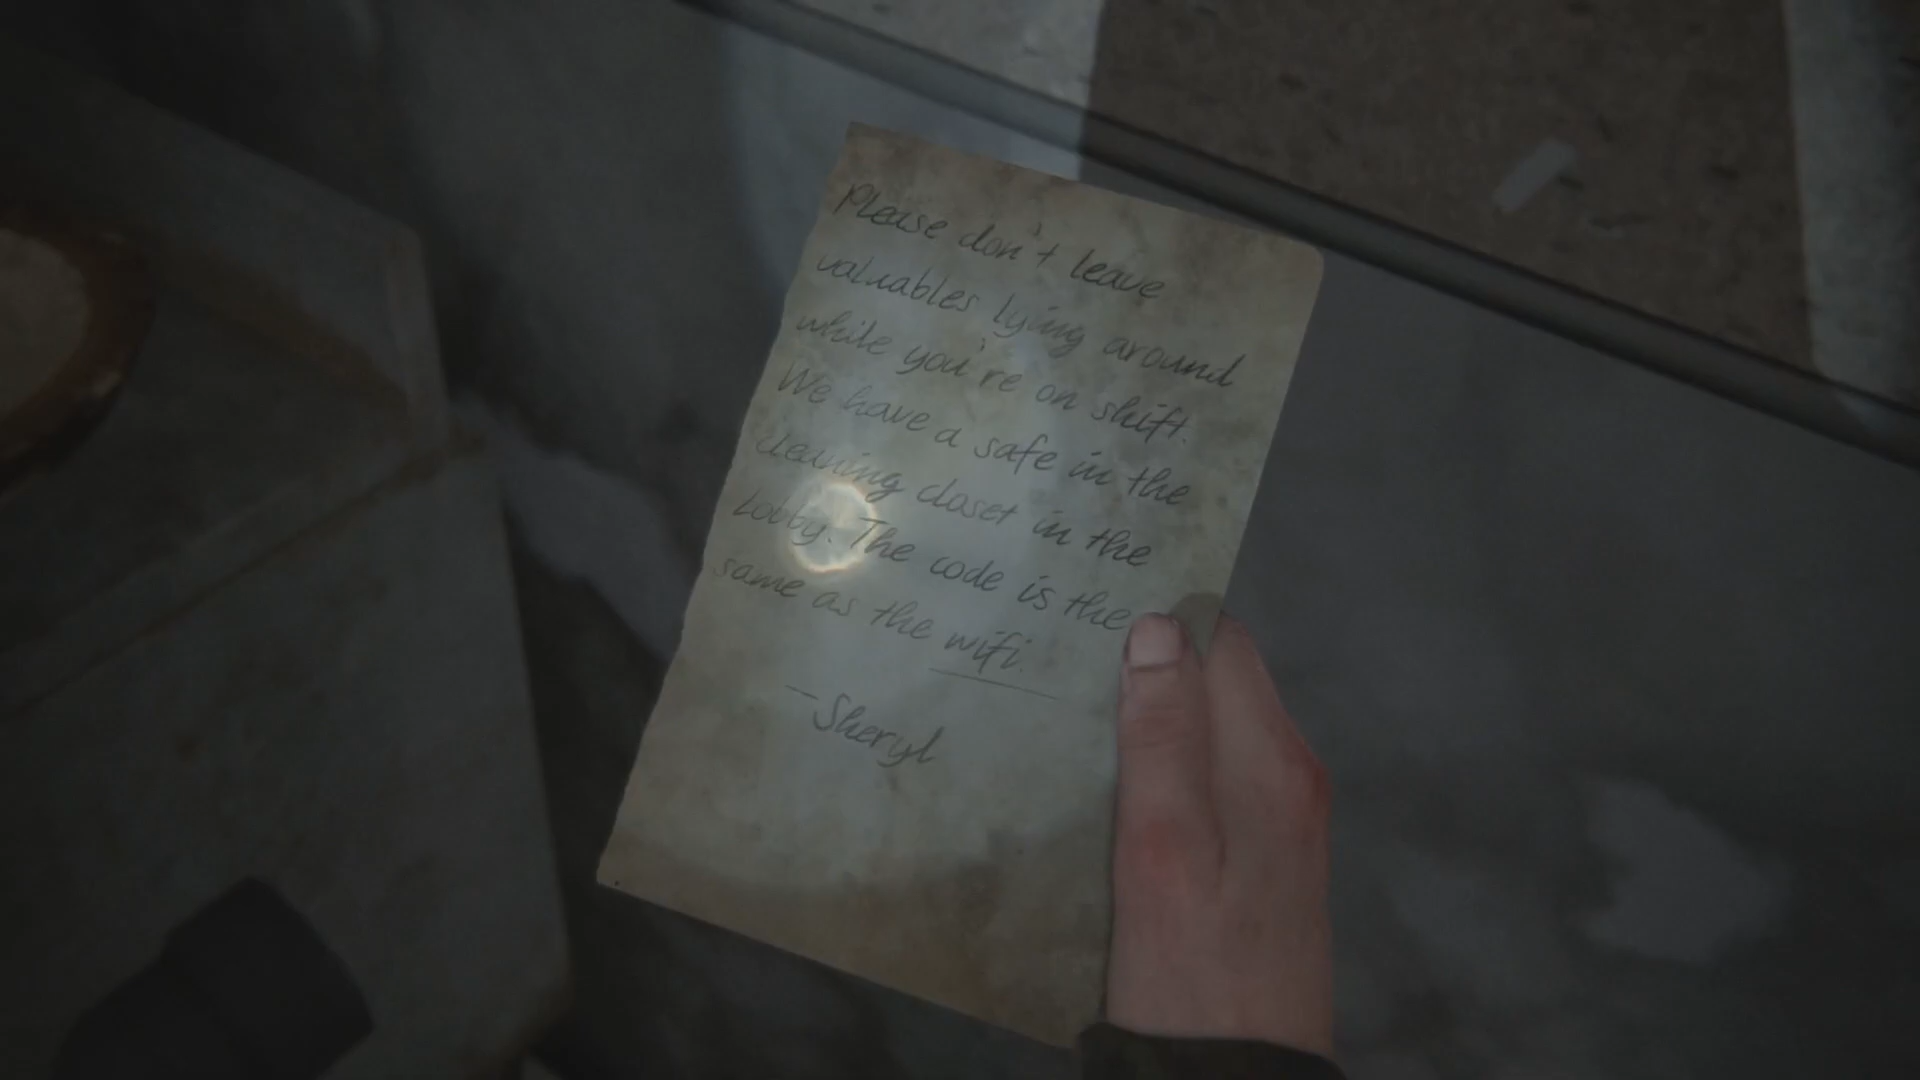 Please don't leave
valuables lying around
while you're on shift.
We have a safe in the
cleaning closet in the
Lobby. The code is the
same as the wifi.
—Sheryl